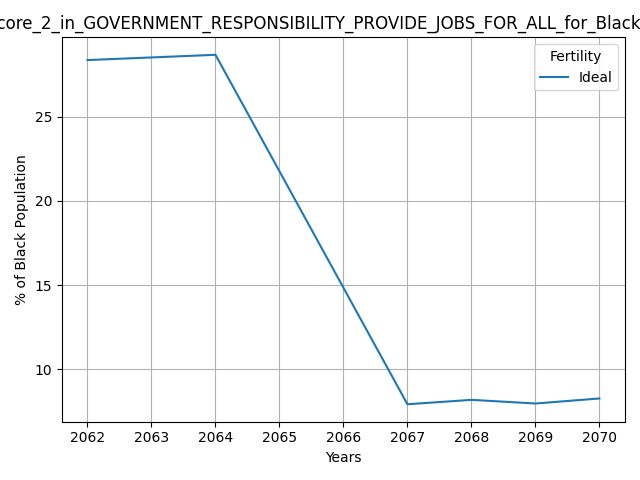 core_2_in_GOVERNMENT_RESPONSIBILITY_PROVIDE_JOBS_FOR_ALL_for_Black
Fertility
Ideal
% of Black Population
25
20
15
10
2062 2063 2064 2065 2066 2067 2068 2069 2070
Years